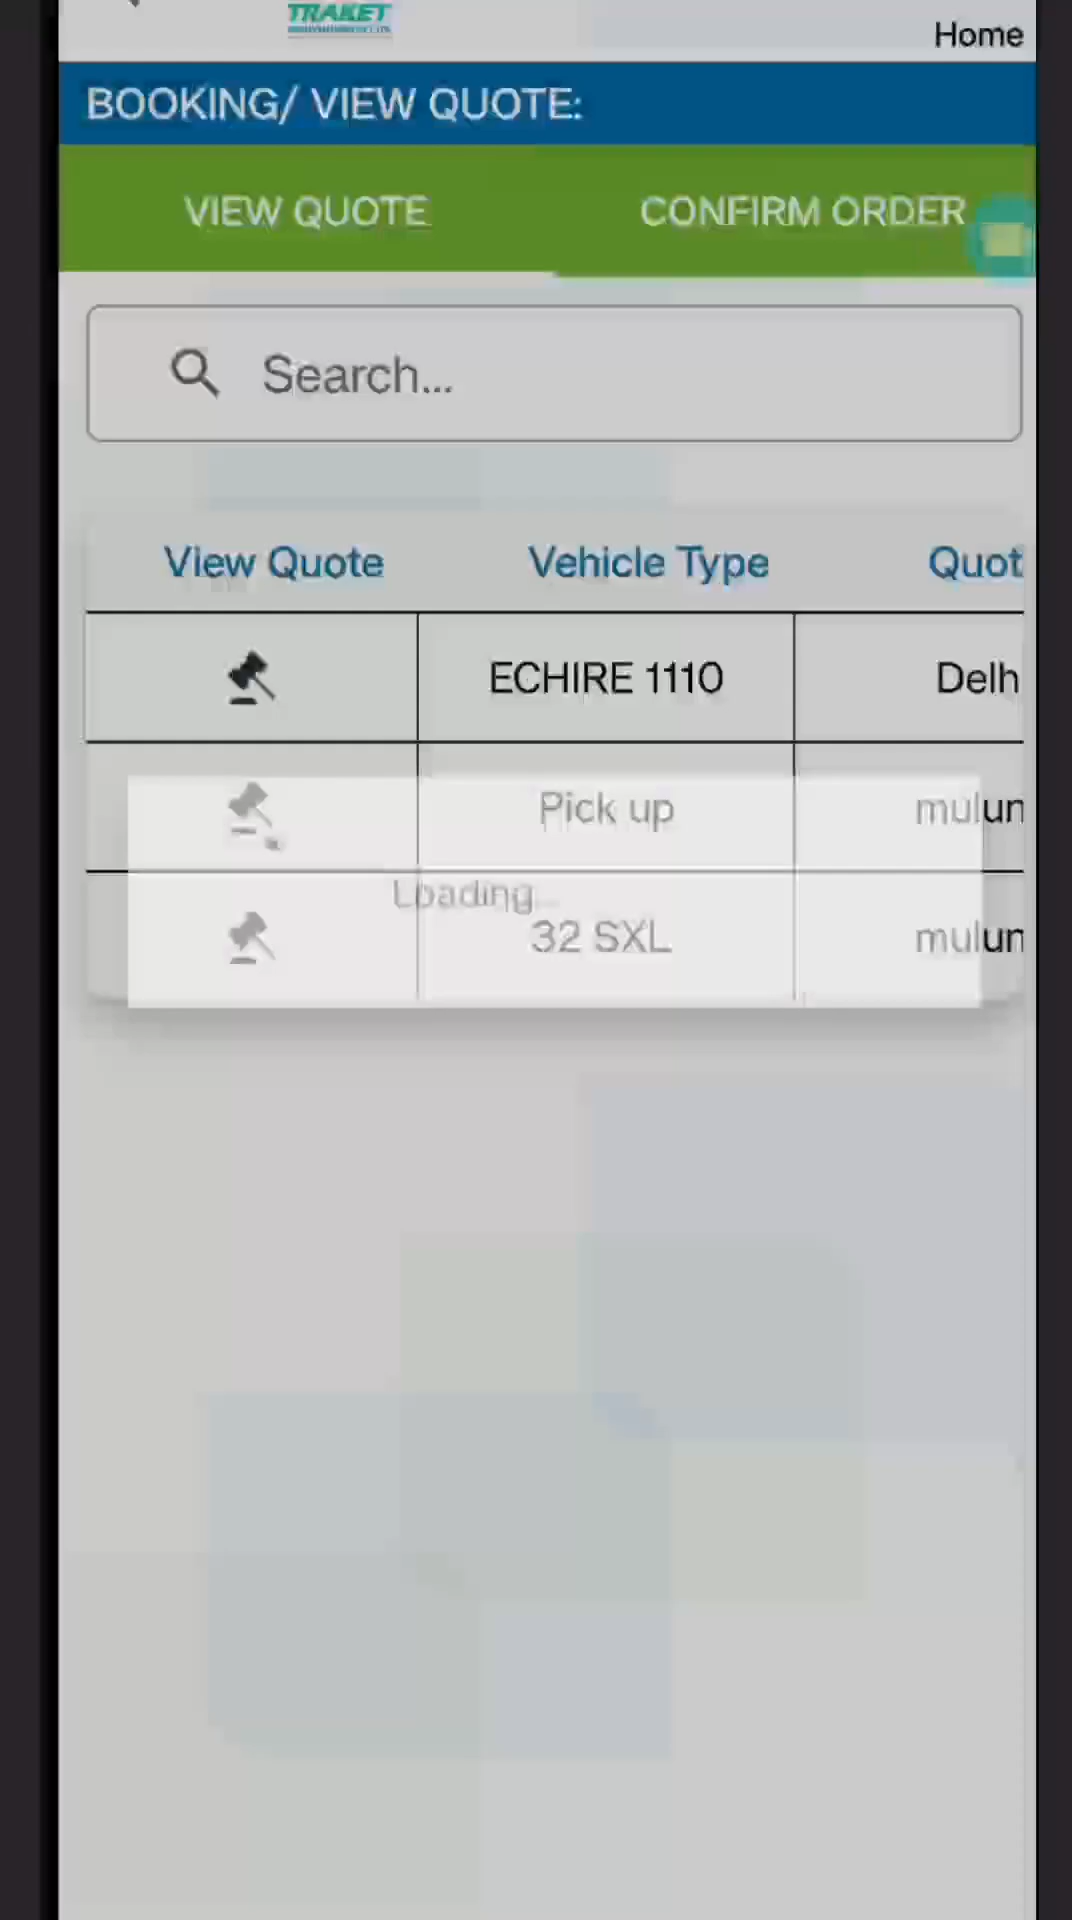 TRAKET
Home
BOOKING/ VIEW QUOTE:
VIEW QUOTE
CONFIRM ORDER
Search...
View Quote
Vehicle Type
Quot
ECHIRE 1110
Delh
Pick up
mulun
Loading...
32 SXL
mulun